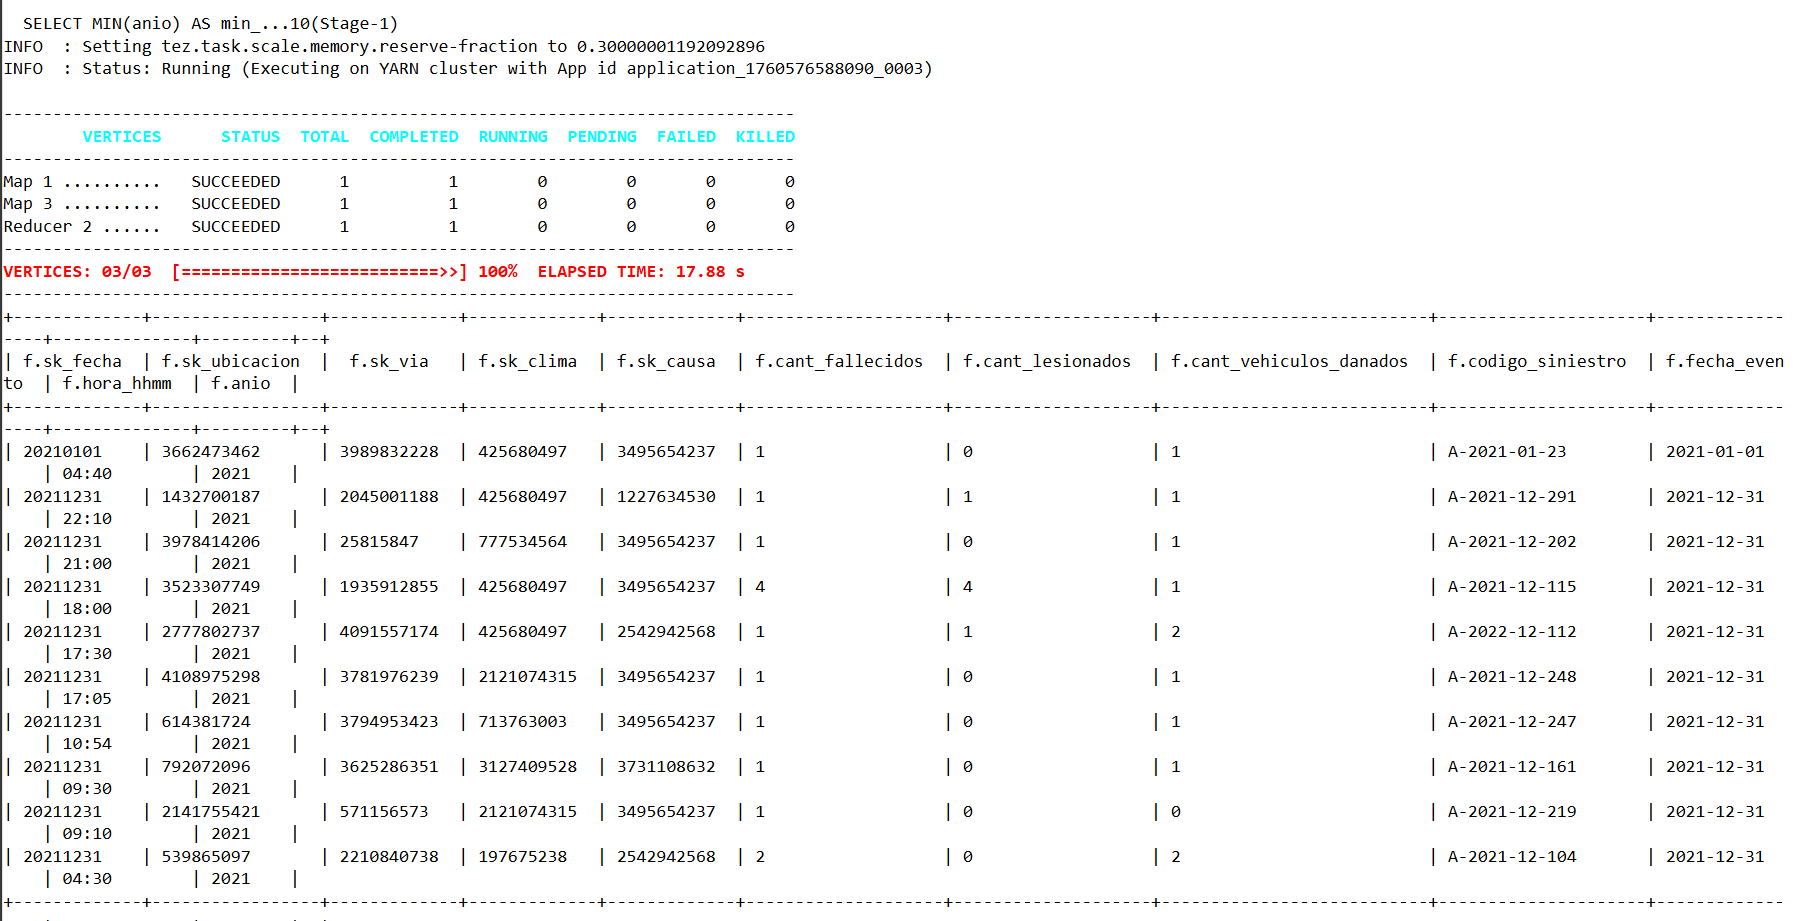 SELECT MIN(anio) AS min_...10(Stage-1)
INFO  : Setting tez.task.scale.memory.reserve-fraction to 0.30000001192092896
INFO  : Status: Running (Executing on YARN cluster with App id application_1760576588090_0003)
--------------------------------------------------------------------------------
        VERTICES      STATUS  TOTAL  COMPLETED  RUNNING  PENDING  FAILED  KILLED
--------------------------------------------------------------------------------
Map 1 ..........   SUCCEEDED      1          1        0        0       0       0
Map 3 ..........   SUCCEEDED      1          1        0        0       0       0
Reducer 2 ......   SUCCEEDED      1          1        0        0       0       0
--------------------------------------------------------------------------------
VERTICES: 03/03  [==========================>>] 100%  ELAPSED TIME: 17.88 s
--------------------------------------------------------------------------------
+-------------+-----------------+-------------+-------------+-------------+--------------------+--------------------+---------------------------+---------------------+-------------
----+--------------+---------+--+
| f.sk_fecha  | f.sk_ubicacion  |  f.sk_via   | f.sk_clima  | f.sk_causa  | f.cant_fallecidos  | f.cant_lesionados  | f.cant_vehiculos_danados  | f.codigo_siniestro  | f.fecha_even
to  | f.hora_hhmm  | f.anio  |
+-------------+-----------------+-------------+-------------+-------------+--------------------+--------------------+---------------------------+---------------------+-------------
----+--------------+---------+--+
| 20210101    | 3662473462      | 3989832228  | 425680497   | 3495654237  | 1                  | 0                  | 1                         | A-2021-01-23        | 2021-01-01
    | 04:40        | 2021    |
| 20211231    | 1432700187      | 2045001188  | 425680497   | 1227634530  | 1                  | 1                  | 1                         | A-2021-12-291       | 2021-12-31
    | 22:10        | 2021    |
| 20211231    | 3978414206      | 25815847    | 777534564   | 3495654237  | 1                  | 0                  | 1                         | A-2021-12-202       | 2021-12-31
    | 21:00        | 2021    |
| 20211231    | 3523307749      | 1935912855  | 425680497   | 3495654237  | 4                  | 4                  | 1                         | A-2021-12-115       | 2021-12-31
    | 18:00        | 2021    |
| 20211231    | 2777802737      | 4091557174  | 425680497   | 2542942568  | 1                  | 1                  | 2                         | A-2022-12-112       | 2021-12-31
    | 17:30        | 2021    |
| 20211231    | 4108975298      | 3781976239  | 2121074315  | 3495654237  | 1                  | 0                  | 1                         | A-2021-12-248       | 2021-12-31
    | 17:05        | 2021    |
| 20211231    | 614381724       | 3794953423  | 713763003   | 3495654237  | 1                  | 0                  | 1                         | A-2021-12-247       | 2021-12-31
    | 10:54        | 2021    |
| 20211231    | 792072096       | 3625286351  | 3127409528  | 3731108632  | 1                  | 0                  | 1                         | A-2021-12-161       | 2021-12-31
    | 09:30        | 2021    |
| 20211231    | 2141755421      | 571156573   | 2121074315  | 3495654237  | 1                  | 0                  | 0                         | A-2021-12-219       | 2021-12-31
    | 09:10        | 2021    |
| 20211231    | 539865097       | 2210840738  | 197675238   | 2542942568  | 2                  | 0                  | 2                         | A-2021-12-104       | 2021-12-31
    | 04:30        | 2021    |
+-------------+-----------------+-------------+-------------+-------------+--------------------+--------------------+---------------------------+---------------------+-------------